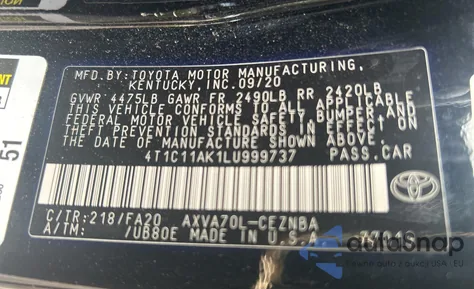 51
MFD.BY:TOYOTA MOTOR MANUFACTURING,
KENTUCKY,INC.09/20
GVWR 4475LB GAWR FR 2490LB RR 2420LB
THIS VEHICLE CONFORMS TO ALL APPLICABLE
FEDERAL MOTOR VEHICLE SAFETY, BUMPER,
AND THEFT PREVENTION STANDARDS IN EFFECT ON
THE DATE OF MANUFACTURE SHOWN ABOVE.
4T1C11AK1LU999737 PASS.CAR
TOYOTA
C/TR:218/FA20 AXVA70L-CEZNBA
A/TM: /UB80E MADE IN U.S.A.
autoSnap